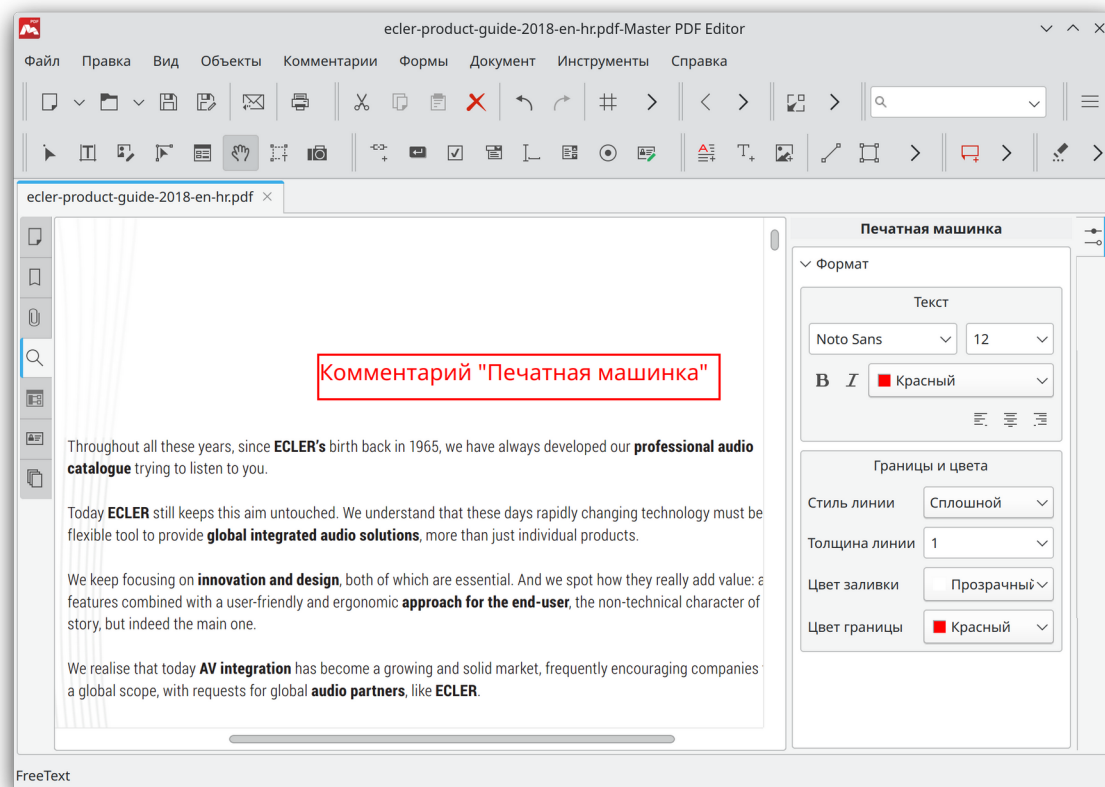 PDF
ecler-product-guide-2018-en-hr.pdf-Master PDF Editor
Файл Правка Вид Объекты Комментарии Формы Документ Инструменты Справка
ecler-product-guide-2018-en-hr.pdf
Печатная машинка
Формат
Текст
Noto Sans 12
B I Красный
Границы и цвета
Стиль линии Сплошной
Толщина линии 1
Цвет заливки Прозрачный
Цвет границы Красный
Комментарий "Печатная машинка"
Throughout all these years, since ECLER's birth back in 1965, we have always developed our professional audio
catalogue trying to listen to you.
Today ECLER still keeps this aim untouched. We understand that these days rapidly changing technology must be
flexible tool to provide global integrated audio solutions, more than just individual products.
We keep focusing on innovation and design, both of which are essential. And we spot how they really add value:
features combined with a user-friendly and ergonomic approach for the end-user, the non-technical character of
story, but indeed the main one.
We realise that today AV integration has become a growing and solid market, frequently encouraging companies
a global scope, with requests for global audio partners, like ECLER.
FreeText